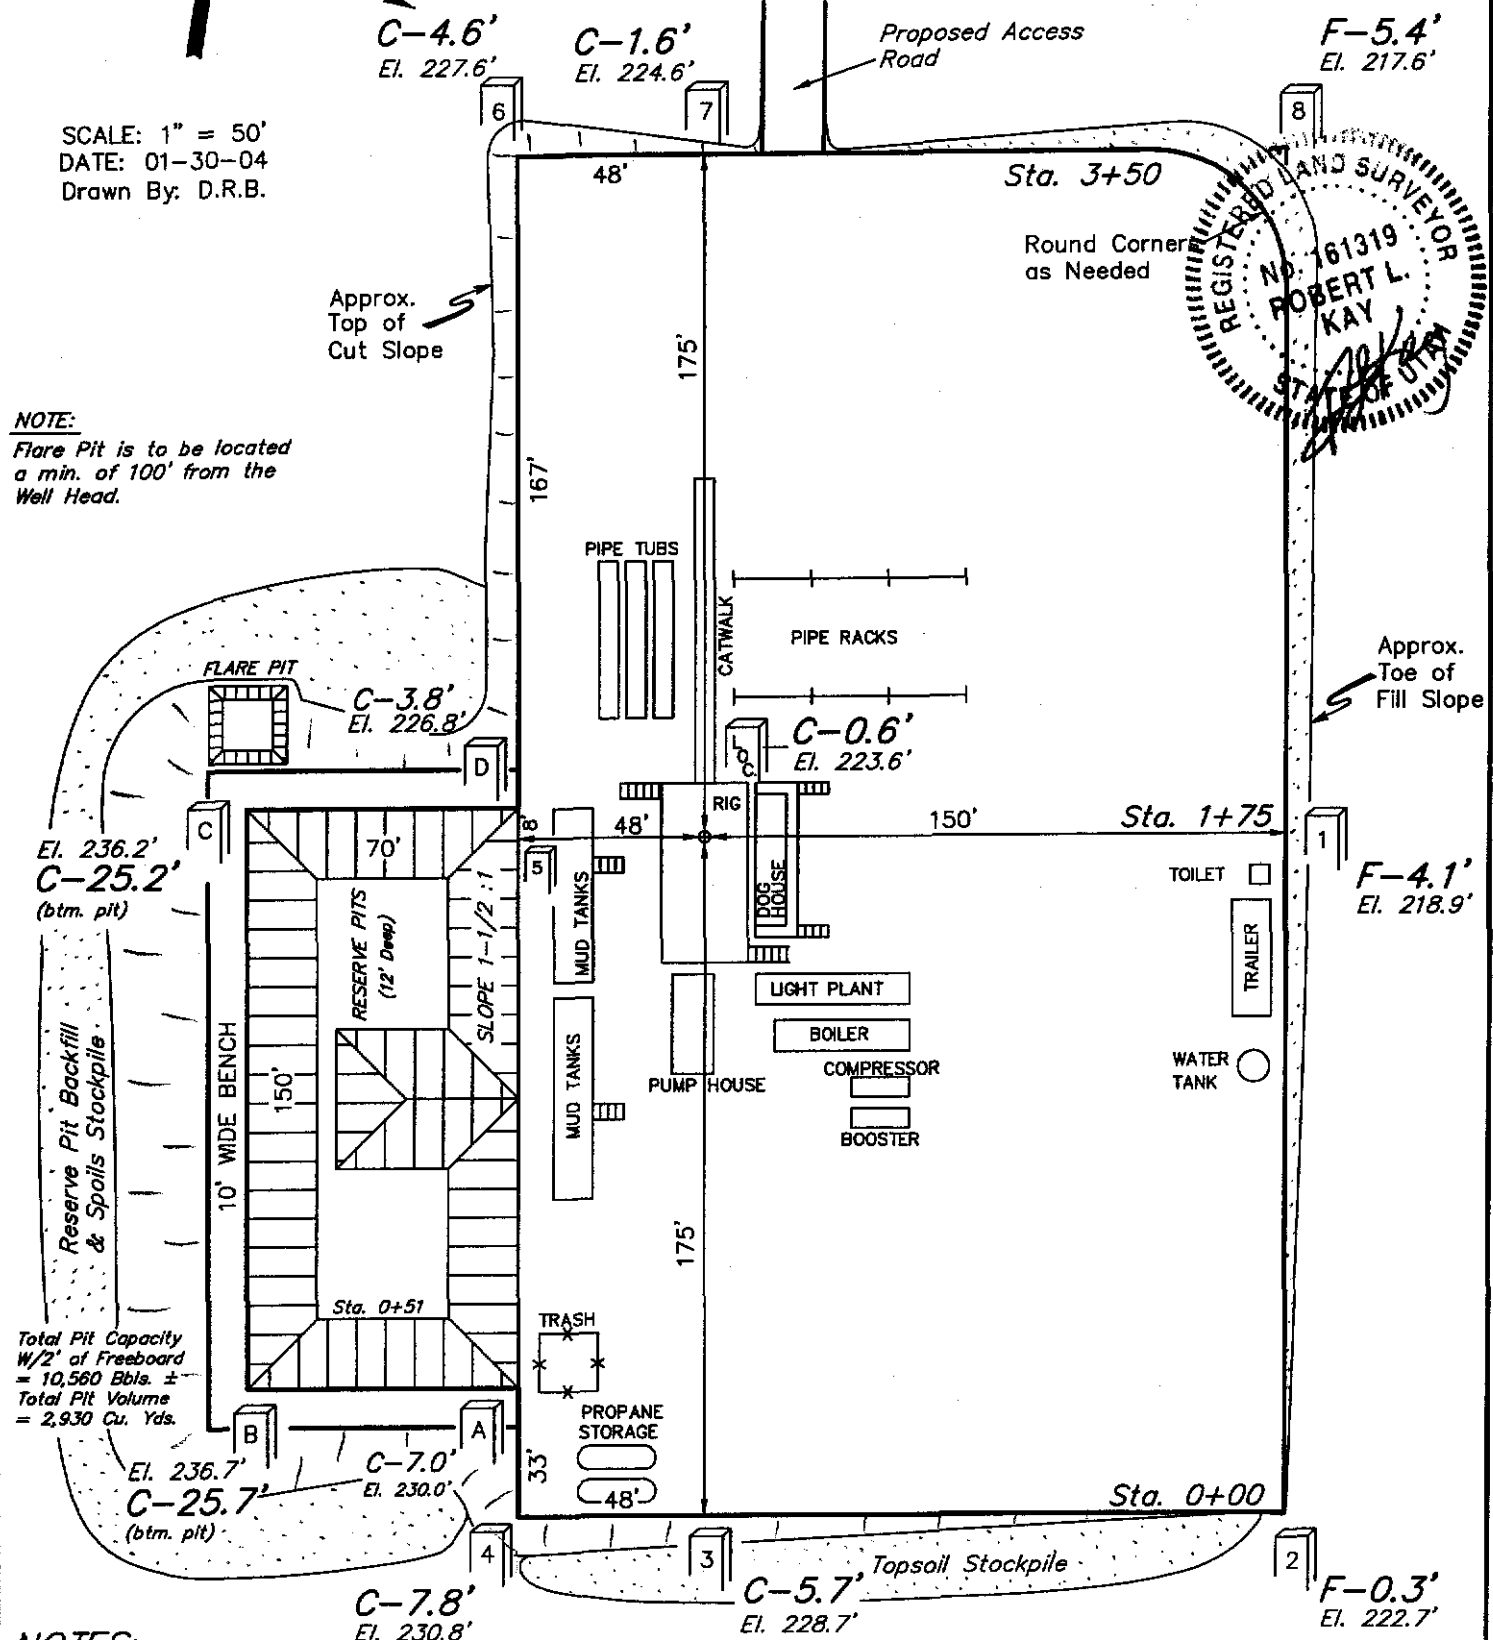 C-4.6'
El. 227.6'
C-1.6'
El. 224.6'
Proposed Access
Road
F-5.4'
El. 217.6'
6
7
8
SCALE: 1" = 50'
DATE: 01-30-04
Drawn By: D.R.B.
48'
Sta. 3+50
REGISTERED LAND SURVEYOR
No. 161319
ROBERT L.
KAY
STATE OF UTAH
Round Corner
as Needed
Approx.
Top of
Cut Slope
175'
NOTE:
Flare Pit is to be located
a min. of 100' from the
Well Head.
167'
PIPE TUBS
CATWALK
PIPE RACKS
Approx.
Toe of
Fill Slope
FLARE PIT
C-3.8'
El. 226.8'
LOC.
C-0.6'
El. 223.6'
D
C
RIG
El. 236.2'
C-25.2'
(btm. pit)
70'
8'
48'
150'
Sta. 1+75
1
5
DOG
HOUSE
TOILET
F-4.1'
El. 218.9'
MUD TANKS
RESERVE PITS
(12' Deep)
SLOPE 1-1/2 :1
TRAILER
LIGHT PLANT
BOILER
Reserve Pit Backfill
& Spoils Stockpile
10' WIDE BENCH
150'
MUD TANKS
PUMP HOUSE
COMPRESSOR
BOOSTER
WATER
TANK
175'
Sta. 0+51
TRASH
Total Pit Capacity
W/2' of Freeboard
= 10,560 Bbls. ±
Total Pit Volume
= 2,930 Cu. Yds.
B
A
PROPANE
STORAGE
El. 236.7'
C-25.7'
(btm. pit)
C-7.0'
El. 230.0'
33'
48'
Sta. 0+00
4
3
Topsoil Stockpile
2
C-7.8'
El. 230.8'
C-5.7'
El. 228.7'
F-0.3'
El. 222.7'
NOTES: